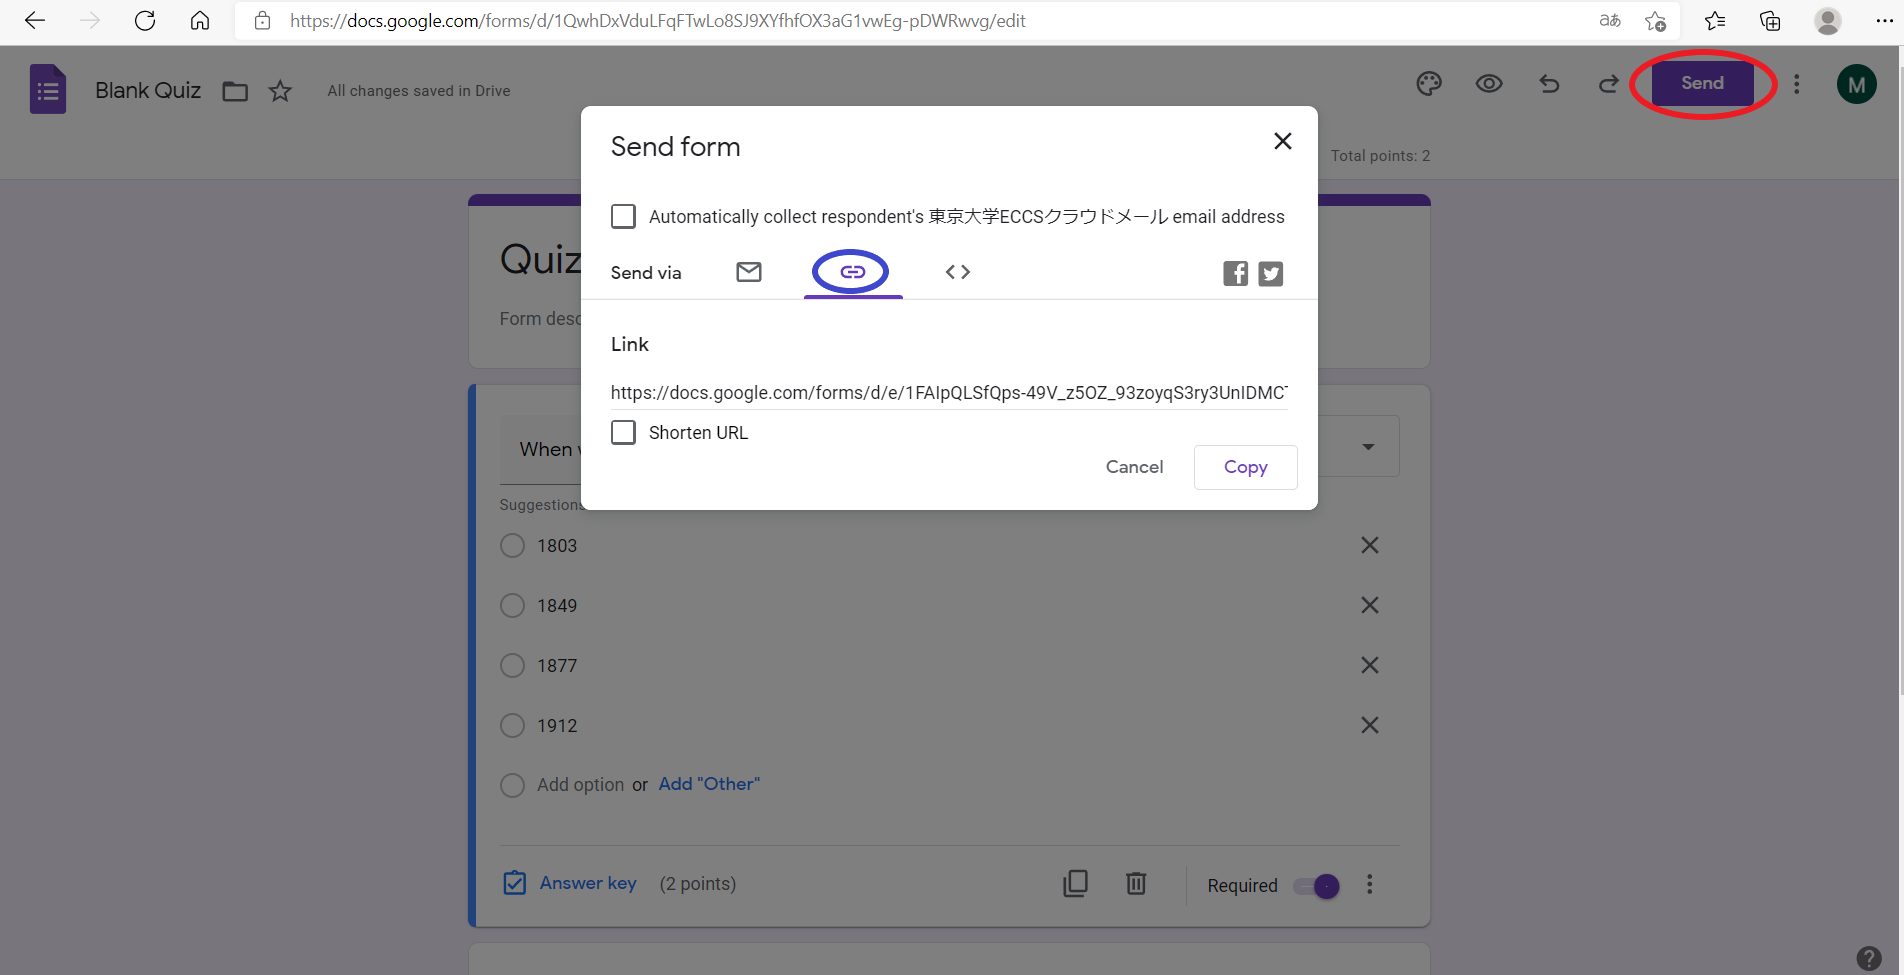 https://docs.google.com/forms/d/1QwhDxVduLFqFTwLo8SJ9XYfhfOX3aG1vwEg-pDWRwvg/edit
aあ
Blank Quiz
All changes saved in Drive
Send
M
Total points: 2
Send form
Automatically collect respondent's 東京大学ECCSクラウドメール email address
Quiz
Send via
Form desc
Link
https://docs.google.com/forms/d/e/1FAIpQLSfQps-49V_z5OZ_93zoyqS3ry3UnIDMC
Shorten URL
When
Cancel
Copy
Suggestions
1803
1849
1877
1912
Add option or Add "Other"
Answer key (2 points)
Required